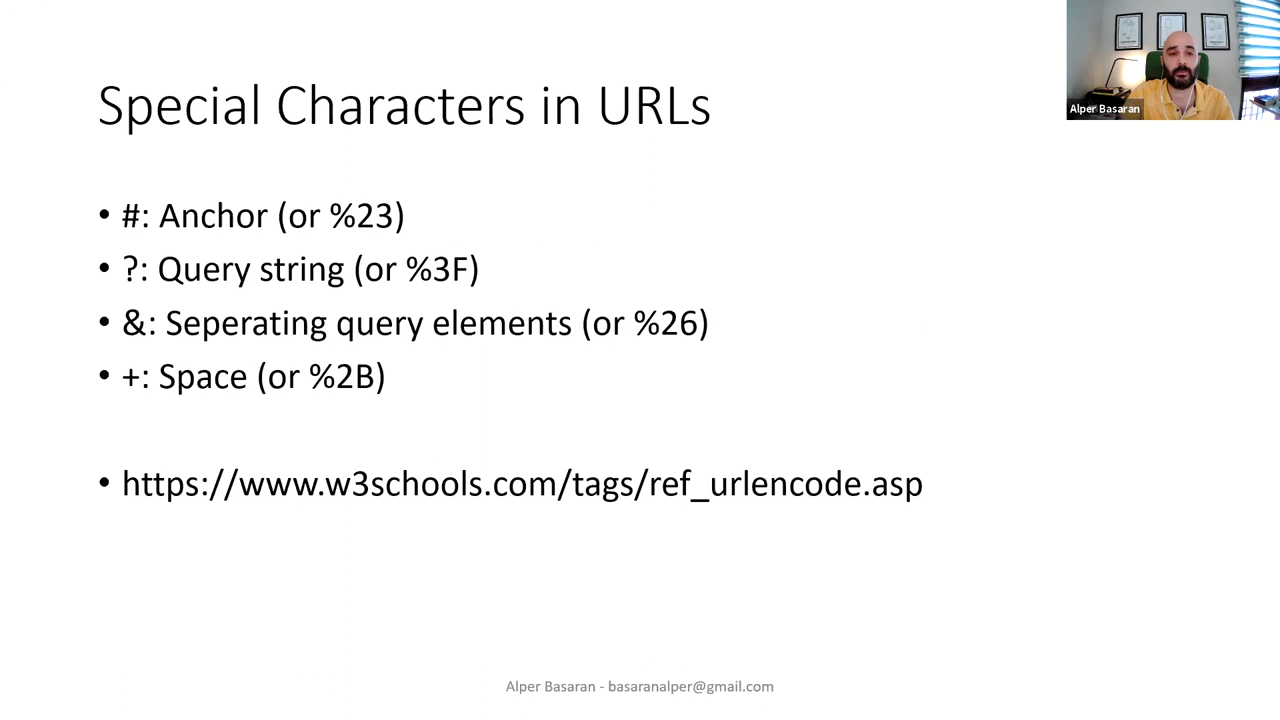 Alper Basaran
Special Characters in URLs
• #: Anchor (or %23)
• ?: Query string (or %3F)
• &: Seperating query elements (or %26)
• +: Space (or %2B)
• https://www.w3schools.com/tags/ref_urlencode.asp
Alper Basaran - basaranalper@gmail.com